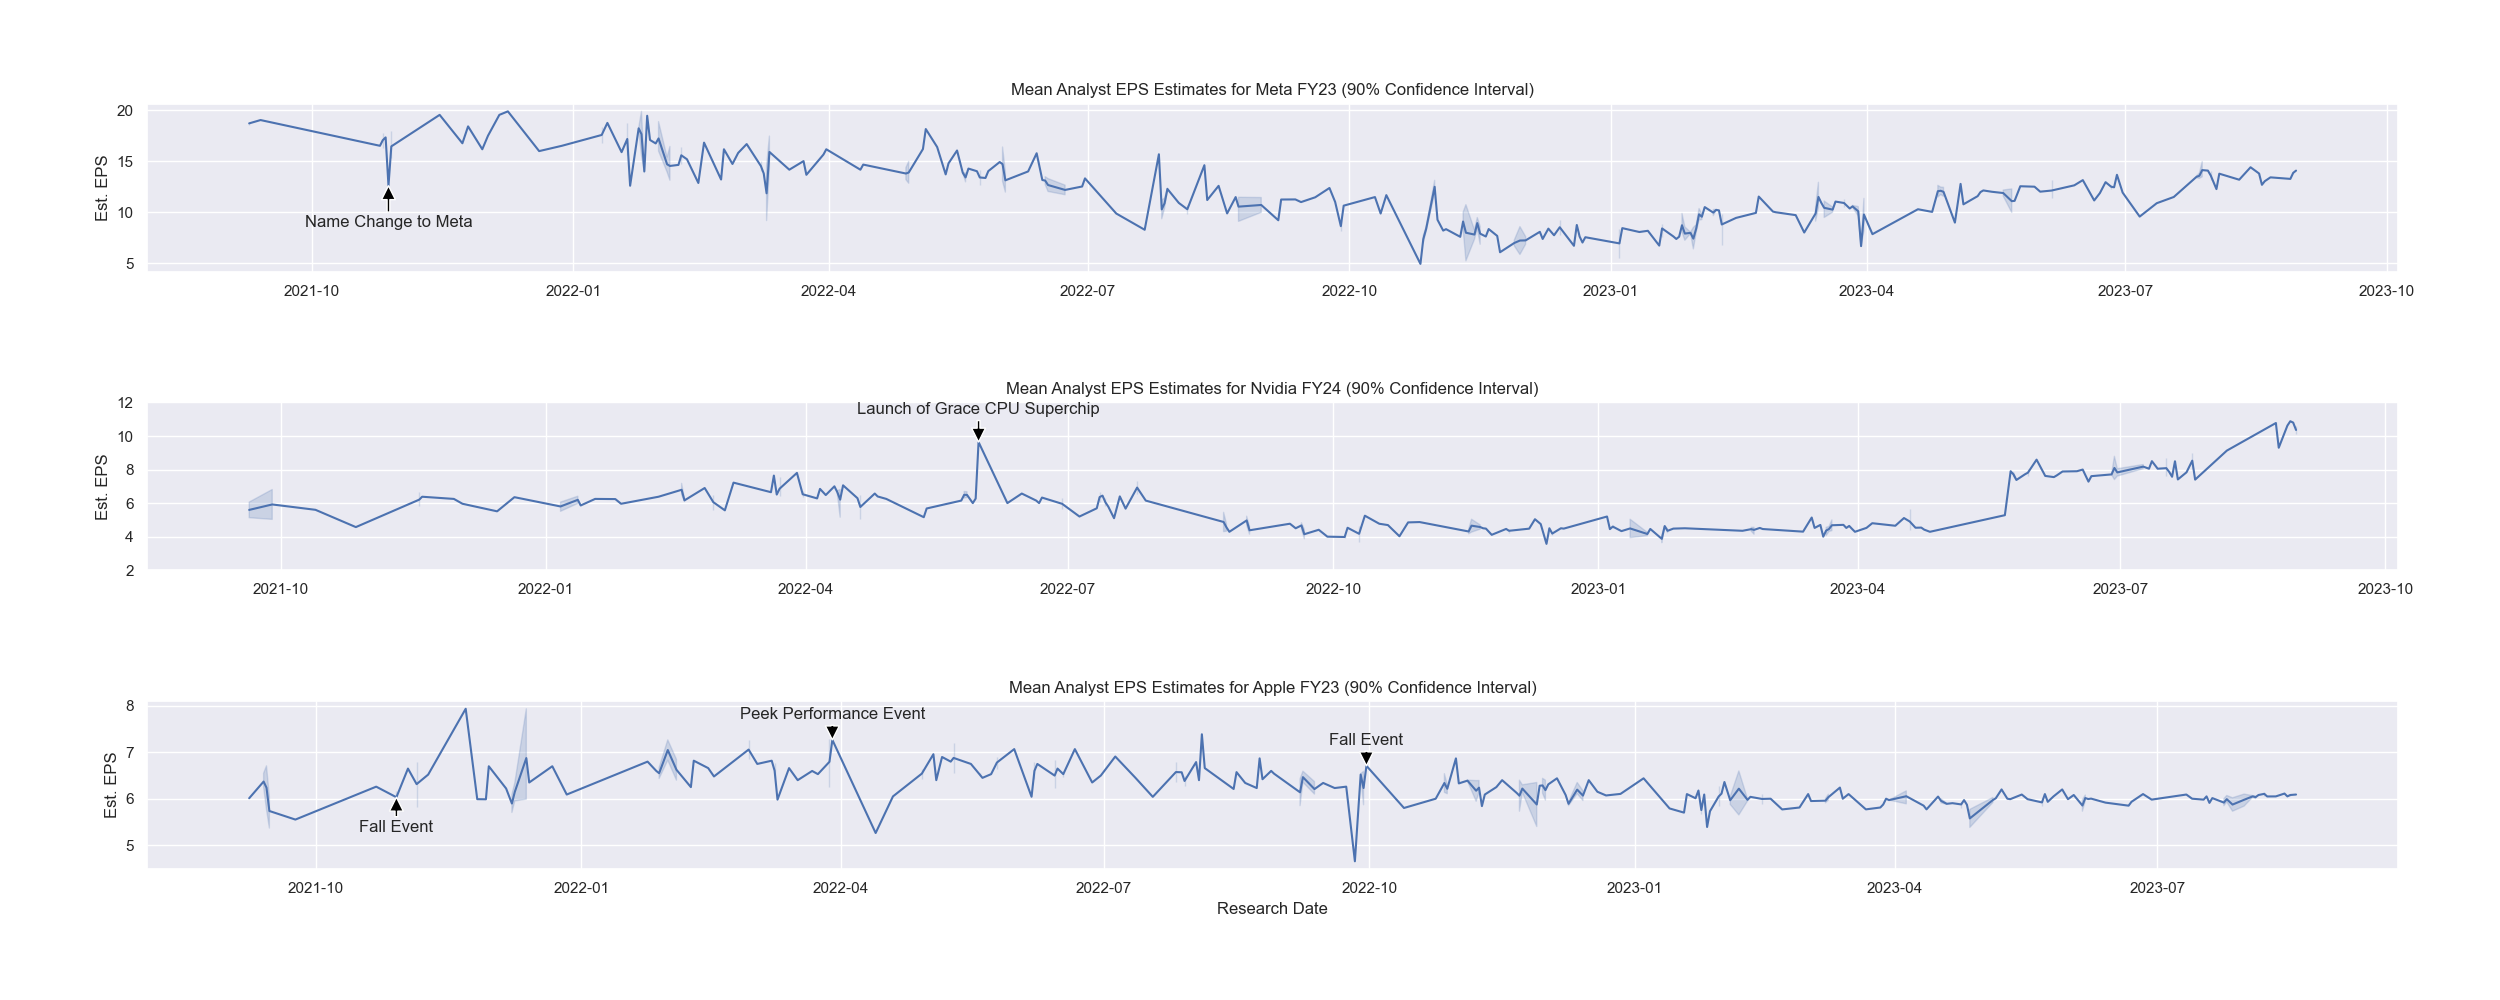 Mean Analyst EPS Estimates for Meta FY23 (90% Confidence Interval)
Est. EPS
20
15
10
5
Name Change to Meta
2021-10 2022-01 2022-04 2022-07 2022-10 2023-01 2023-04 2023-07 2023-10
Mean Analyst EPS Estimates for Nvidia FY24 (90% Confidence Interval)
Est. EPS
12
10
8
6
4
2
Launch of Grace CPU Superchip
2021-10 2022-01 2022-04 2022-07 2022-10 2023-01 2023-04 2023-07 2023-10
Mean Analyst EPS Estimates for Apple FY23 (90% Confidence Interval)
Est. EPS
8
7
6
5
Peek Performance Event
Fall Event
Fall Event
2021-10 2022-01 2022-04 2022-07 2022-10 2023-01 2023-04 2023-07
Research Date